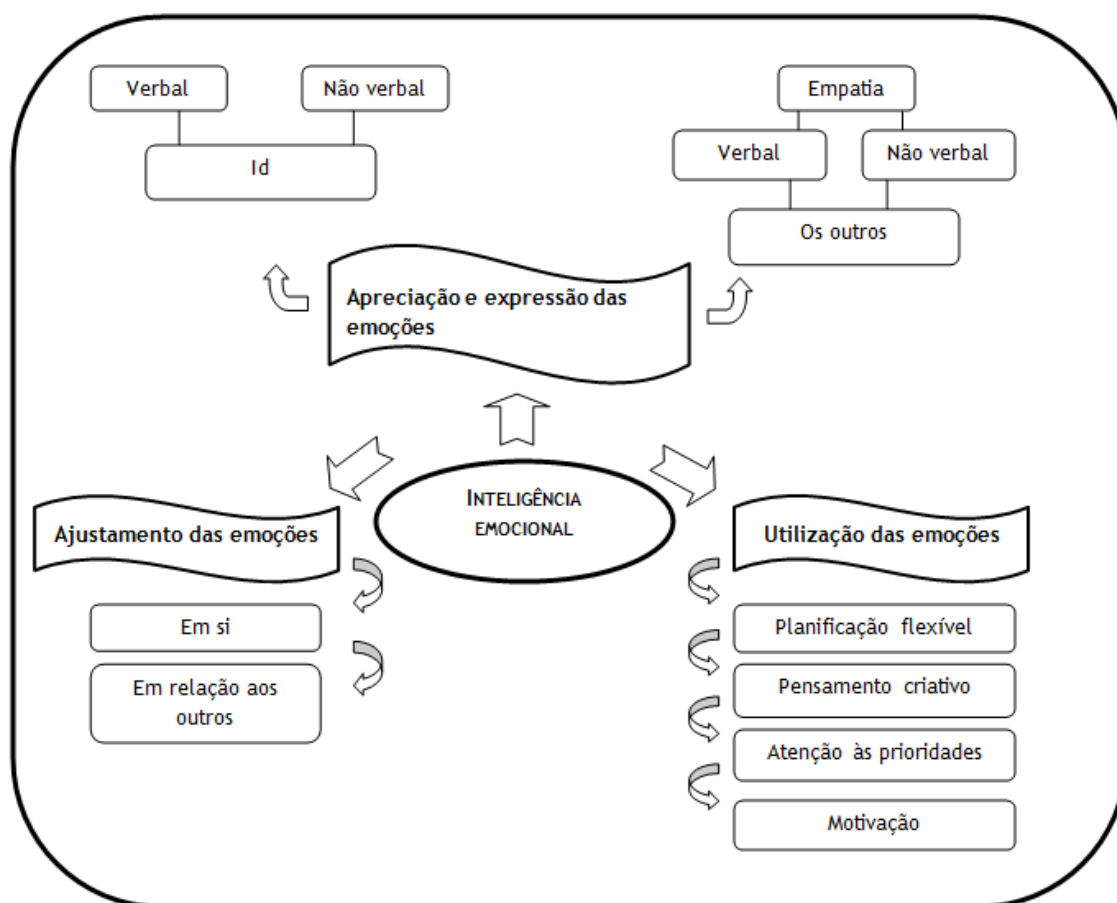 Verbal
Não verbal
Id
Empatia
Verbal
Não verbal
Os outros
Apreciação e expressão das
emoções
INTELIGÊNCIA
EMOCIONAL
Ajustamento das emoções
Em si
Em relação aos
outros
Utilização das emoções
Planificação flexível
Pensamento criativo
Atenção às prioridades
Motivação